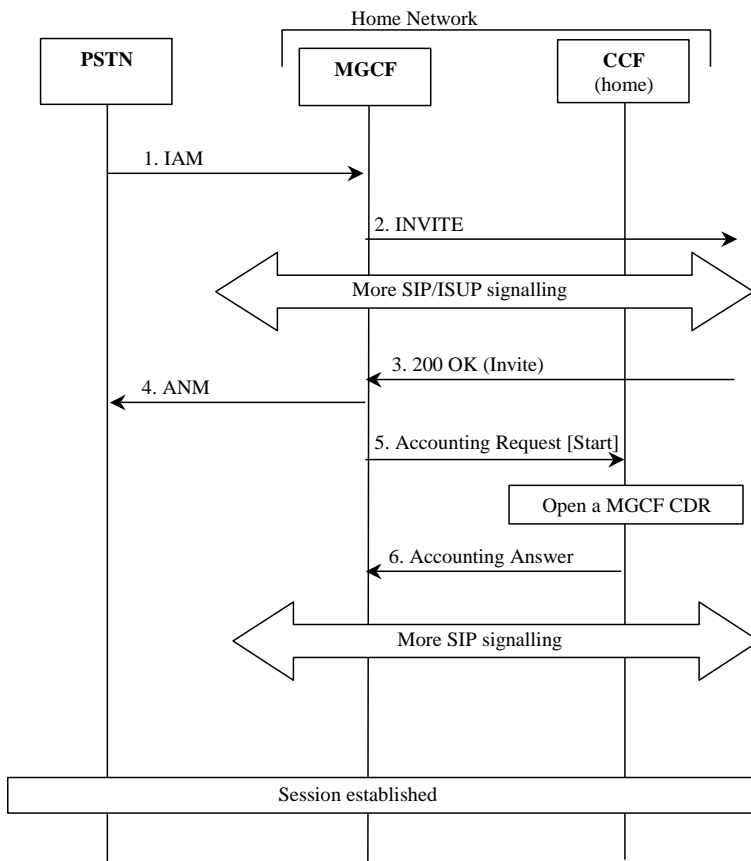 Home Network
PSTN
MGCF
CCF
(home)
1. IAM
2. INVITE
More SIP/ISUP signalling
3. 200 OK (Invite)
4. ANM
5. Accounting Request [Start]
Open a MGCF CDR
6. Accounting Answer
More SIP signalling
Session established